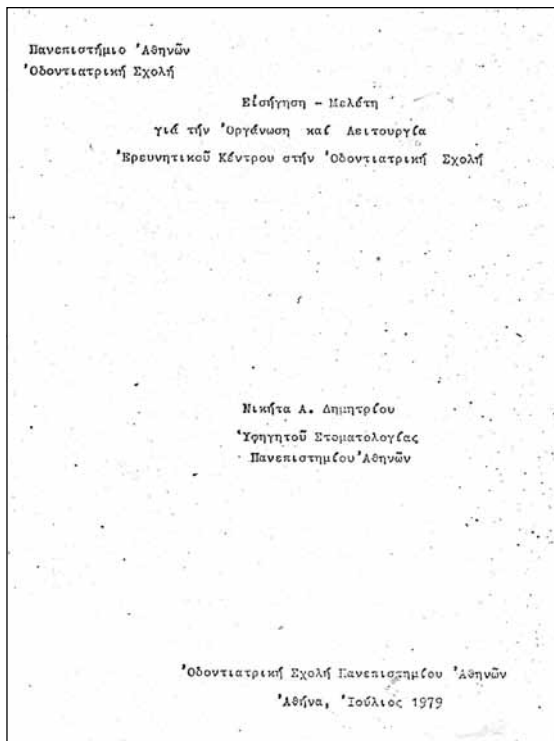 Πανεπιστήμιο Ἀθηνῶν
Ὀδοντιατρική Σχολή
Εἰσήγηση - Μελέτη
γιά τήν Ὀργάνωση καί Λειτουργία
Ἐρευνητικοῦ Κέντρου στήν Ὀδοντιατρική Σχολή
Νικήτα Α. Δημητρίου
Ὑφηγητοῦ Στοματολογίας
Πανεπιστημίου Ἀθηνῶν
Ὀδοντιατρική Σχολή Πανεπιστημίου Ἀθηνῶν
Ἀθήνα, Ἰούλιος 1979